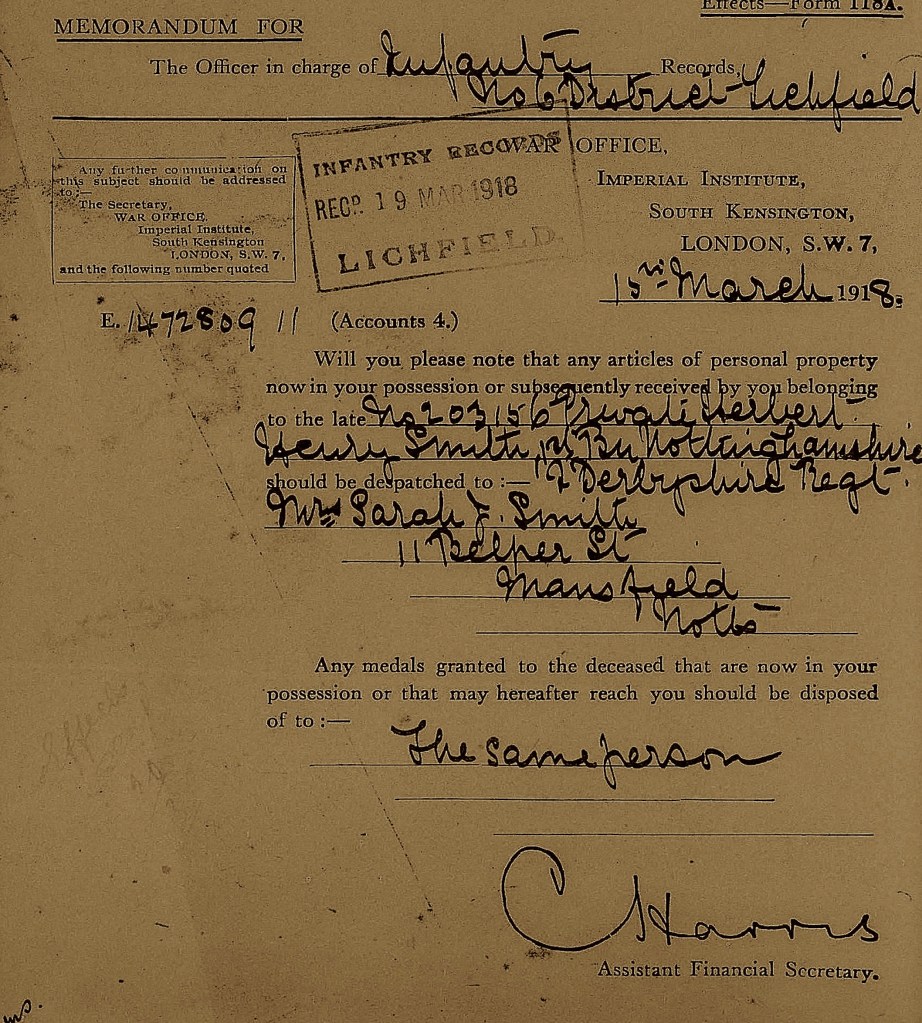 Effects—Form 118A.
MEMORANDUM FOR
The Officer in charge of Infantry Records,
No 6 District Lichfield
WAR OFFICE,
IMPERIAL INSTITUTE,
SOUTH KENSINGTON,
LONDON, S.W. 7,
15th March 1918.
Any further communication on
this subject should be addressed
to:—
The Secretary,
WAR OFFICE,
Imperial Institute,
South Kensington
LONDON, S.W. 7,
and the following number quoted
INFANTRY RECORDS
RECD. 19 MAR 1918
LICHFIELD.
E. 1472809/1 (Accounts 4.)
Will you please note that any articles of personal property
now in your possession or subsequently received by you belonging
to the late No 203156 Private Herbert
Henry Smith, Bn Nottinghamshire
should be despatched to :— & Derbyshire Regt.
Mrs Sarah J. Smith
11 Belper St
Mansfield
Notts
Any medals granted to the deceased that are now in your
possession or that may hereafter reach you should be disposed
of to :—
The same person
C Harris
Assistant Financial Secretary.
Effects